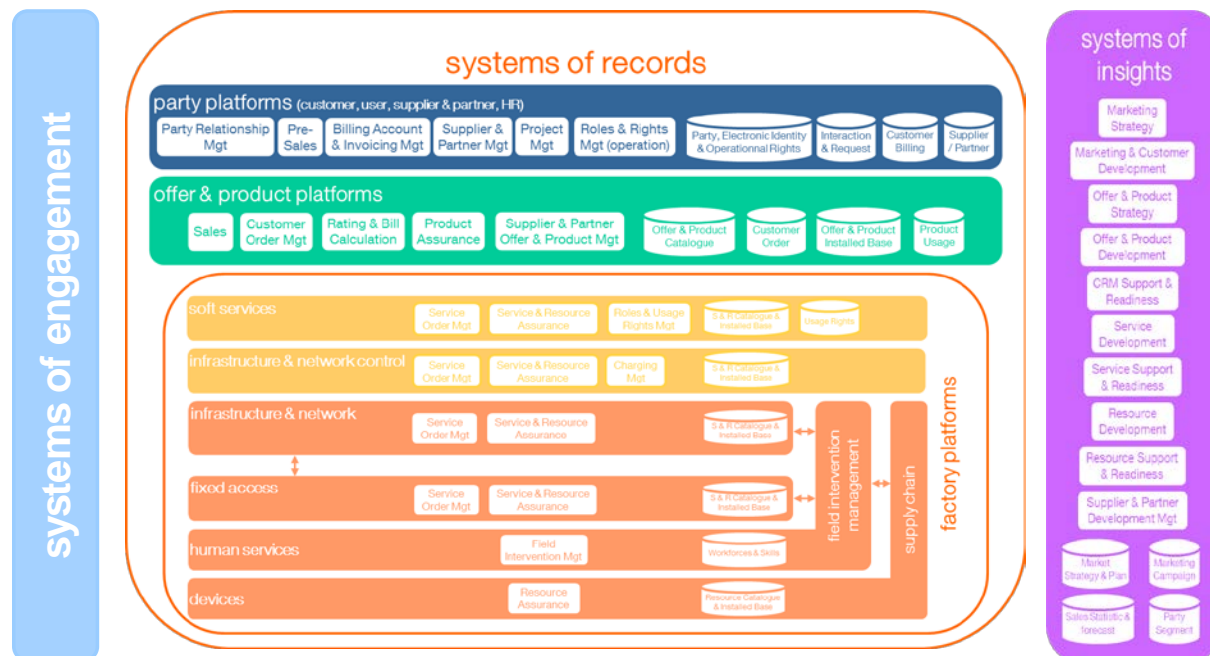 systems of engagement
systems of records
party platforms (customer, user, supplier & partner, HR)
Party Relationship
Mgt
Pre-
Sales
Billing Account
& Invoicing Mgt
Supplier &
Partner Mgt
Project
Mgt
Roles & Rights
Mgt (operation)
Party, Electronic Identity
& Operationnal Rights
Interaction
& Request
Customer
Billing
Supplier
/ Partner
offer & product platforms
Sales
Customer
Order Mgt
Rating & Bill
Calculation
Product
Assurance
Supplier & Partner
Offer & Product Mgt
Offer & Product
Catalogue
Customer
Order
Offer & Product
Installed Base
Product
Usage
factory platforms
soft services
Service
Order Mgt
Service & Resource
Assurance
Roles & Usage
Rights Mgt
S & R Catalogue &
Installed Base
Usage Rights
infrastructure & network control
Service
Order Mgt
Service & Resource
Assurance
Charging
Mgt
S & R Catalogue &
Installed Base
infrastructure & network
Service
Order Mgt
Service & Resource
Assurance
S & R Catalogue &
Installed Base
fixed access
Service
Order Mgt
Service & Resource
Assurance
S & R Catalogue &
Installed Base
human services
Field
Intervention Mgt
Workforces & Skills
devices
Resource
Assurance
Resource Catalogue
& Installed Base
field intervention
management
supply chain
systems of
insights
Marketing
Strategy
Marketing & Customer
Development
Offer & Product
Strategy
Offer & Product
Development
CRM Support &
Readiness
Service
Development
Service Support
& Readiness
Resource
Development
Resource Support
& Readiness
Supplier & Partner
Development Mgt
Market
Strategy & Plan
Marketing
Campaign
Sales Statistic &
forecast
Party
Segment